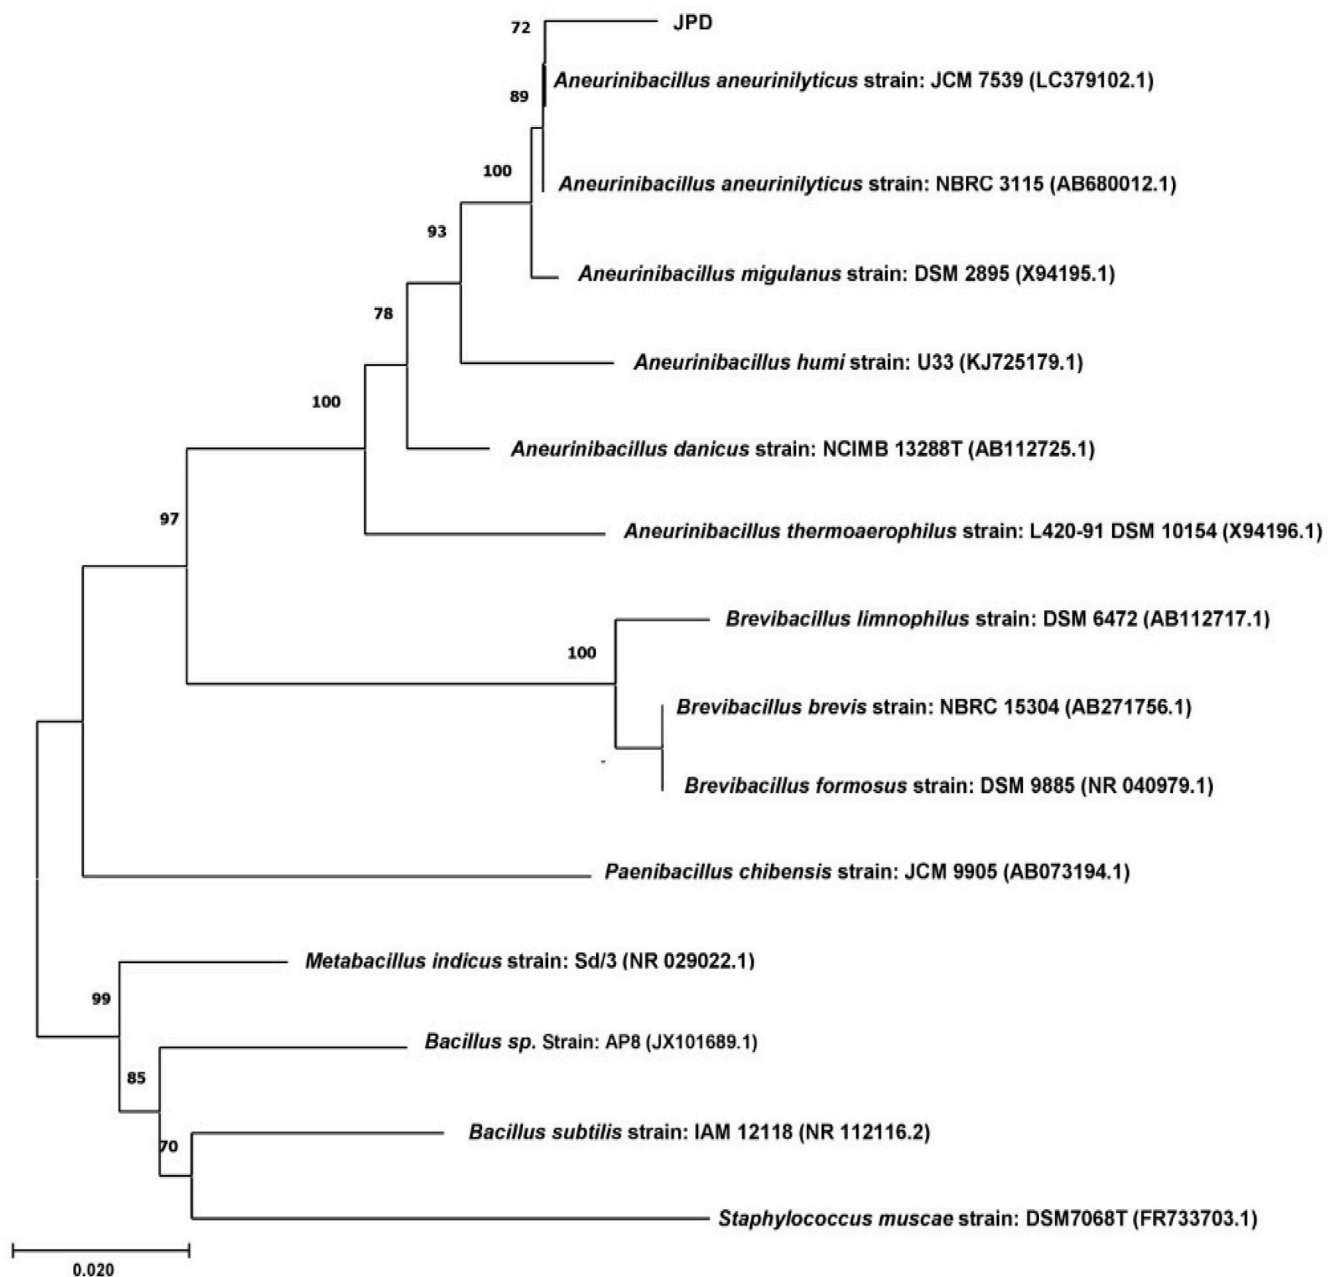 JPD
72
Aneurinibacillus aneurinilyticus strain: JCM 7539 (LC379102.1)
89
100
Aneurinibacillus aneurinilyticus strain: NBRC 3115 (AB680012.1)
93
Aneurinibacillus migulanus strain: DSM 2895 (X94195.1)
78
Aneurinibacillus humi strain: U33 (KJ725179.1)
100
Aneurinibacillus danicus strain: NCIMB 13288T (AB112725.1)
97
Aneurinibacillus thermoaerophilus strain: L420-91 DSM 10154 (X94196.1)
Brevibacillus limnophilus strain: DSM 6472 (AB112717.1)
100
Brevibacillus brevis strain: NBRC 15304 (AB271756.1)
Brevibacillus formosus strain: DSM 9885 (NR 040979.1)
Paenibacillus chibensis strain: JCM 9905 (AB073194.1)
Metabacillus indicus strain: Sd/3 (NR 029022.1)
99
Bacillus sp. Strain: AP8 (JX101689.1)
85
Bacillus subtilis strain: IAM 12118 (NR 112116.2)
70
Staphylococcus muscae strain: DSM7068T (FR733703.1)
0.020